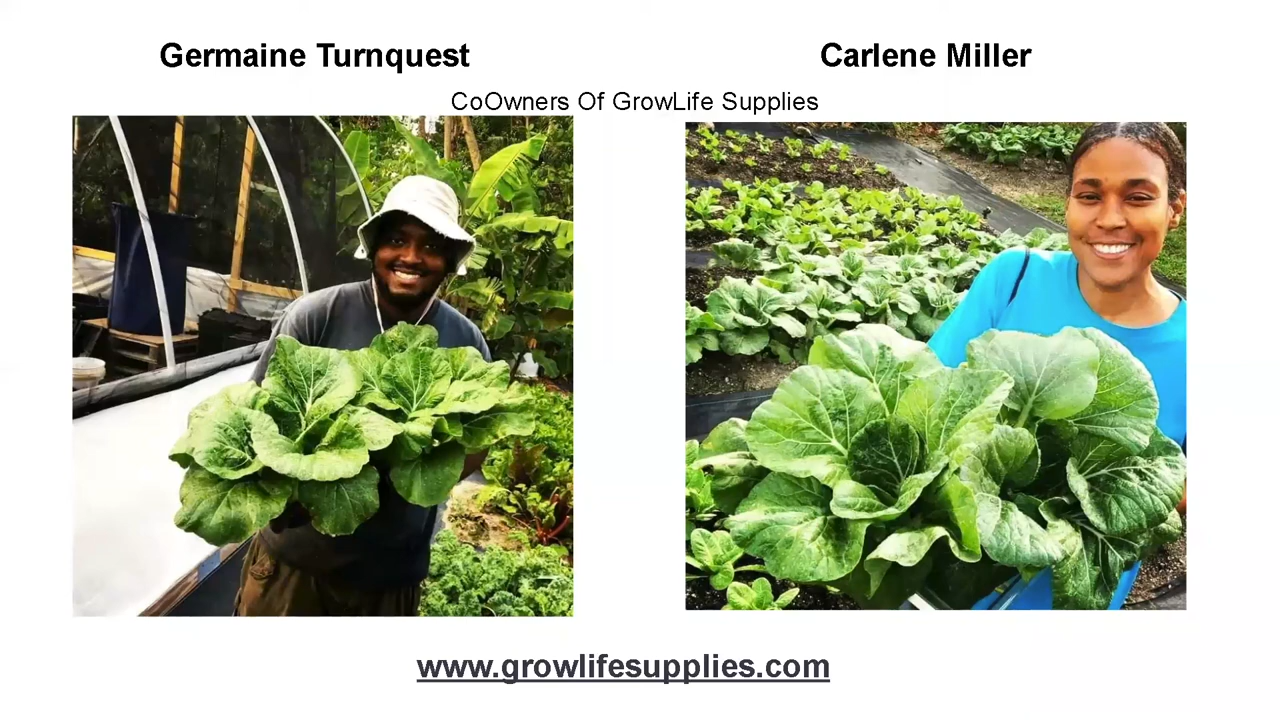 Germaine Turnquest
Carlene Miller
CoOwners Of GrowLife Supplies
www.growlifesupplies.com